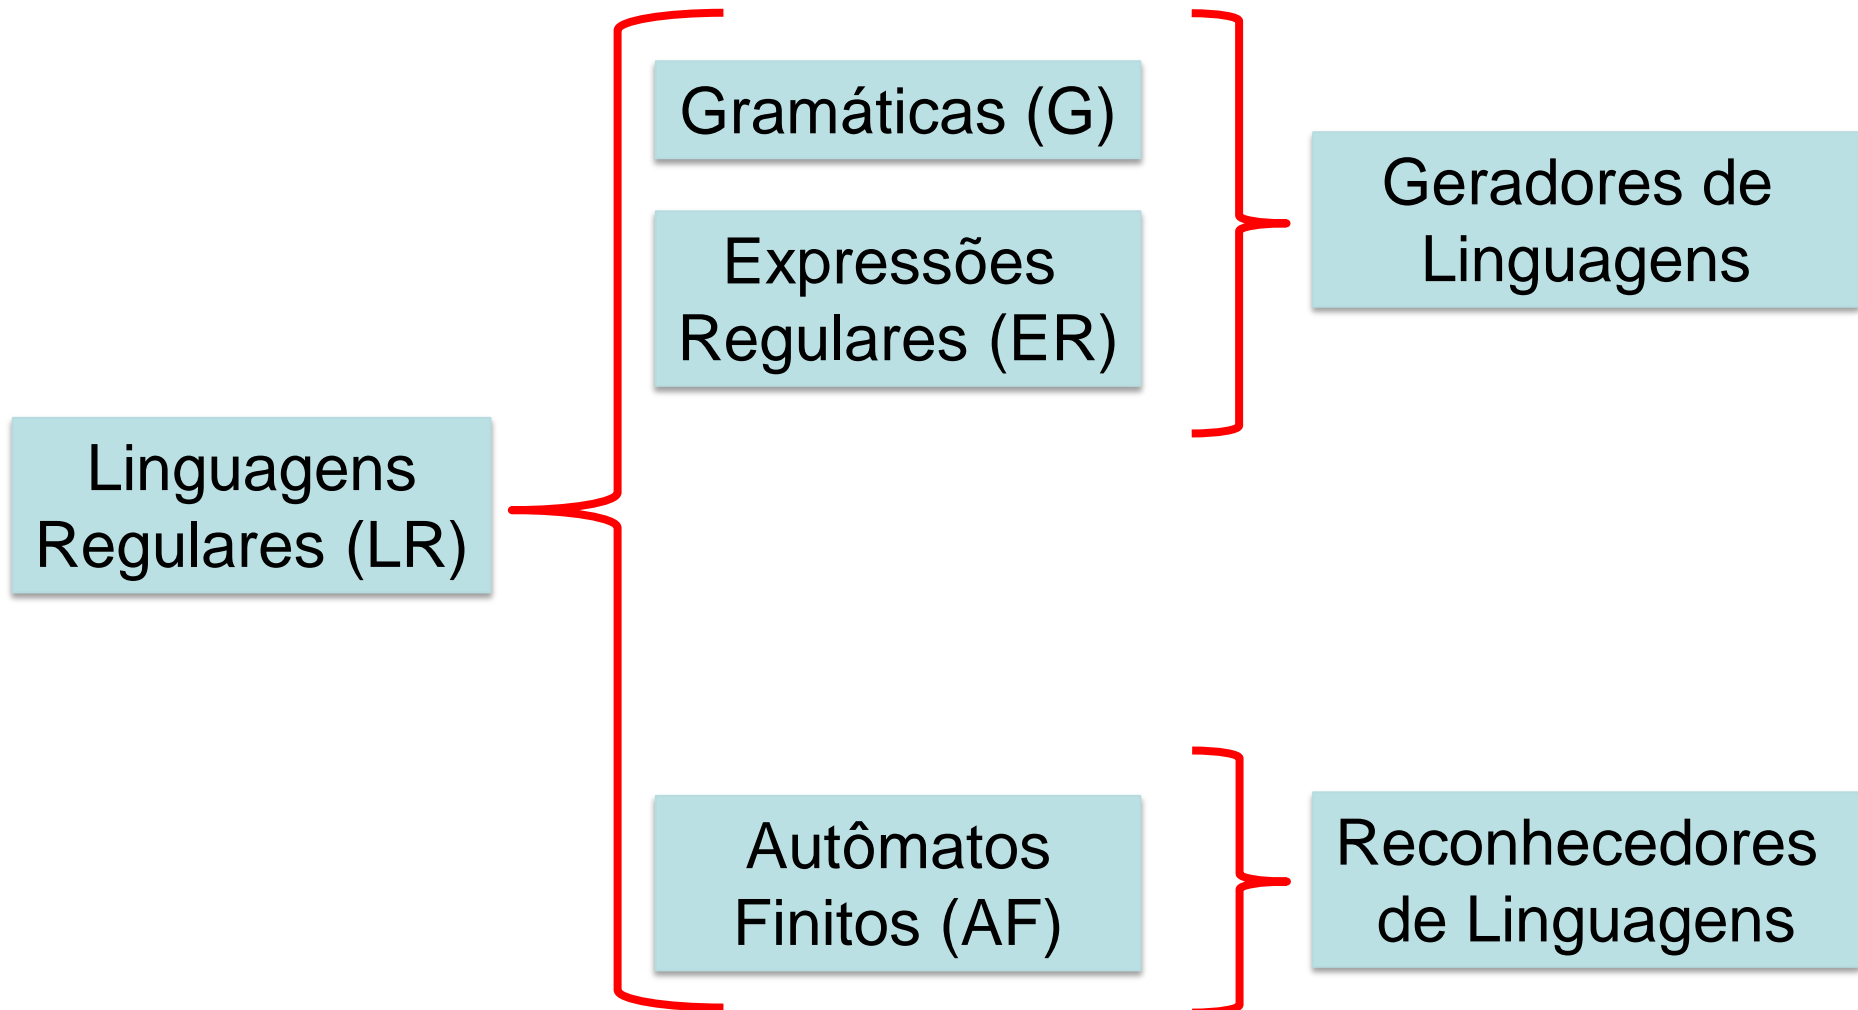 Gramáticas (G)
Expressões
Regulares (ER)
Geradores de
Linguagens
Linguagens
Regulares (LR)
Autômatos
Finitos (AF)
Reconhecedores
de Linguagens